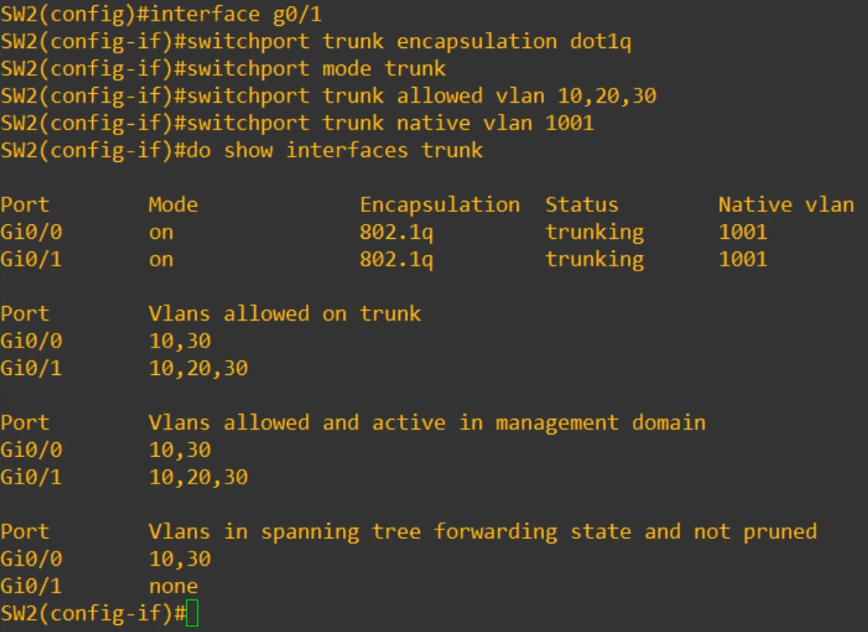 SW2(config)#interface g0/1
SW2(config-if)#switchport trunk encapsulation dot1q
SW2(config-if)#switchport mode trunk
SW2(config-if)#switchport trunk allowed vlan 10,20,30
SW2(config-if)#switchport trunk native vlan 1001
SW2(config-if)#do show interfaces trunk

Port        Mode             Encapsulation  Status        Native vlan
Gi0/0       on               802.1q         trunking      1001
Gi0/1       on               802.1q         trunking      1001

Port        Vlans allowed on trunk
Gi0/0       10,30
Gi0/1       10,20,30

Port        Vlans allowed and active in management domain
Gi0/0       10,30
Gi0/1       10,20,30

Port        Vlans in spanning tree forwarding state and not pruned
Gi0/0       10,30
Gi0/1       none
SW2(config-if)#